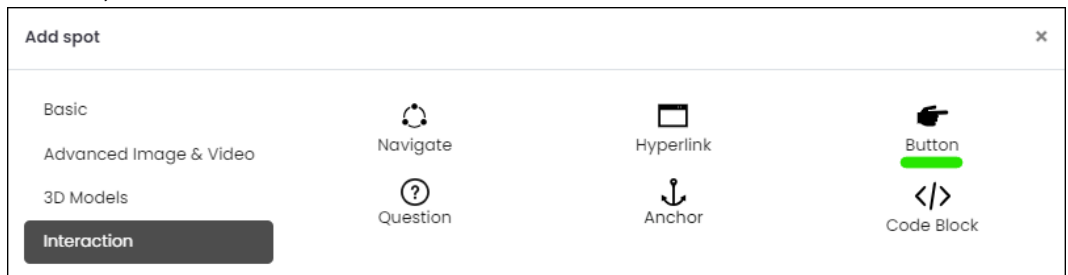 Add spot
×
Basic
Advanced Image & Video
3D Models
Interaction
Navigate
Hyperlink
Button
Question
Anchor
</>
Code Block